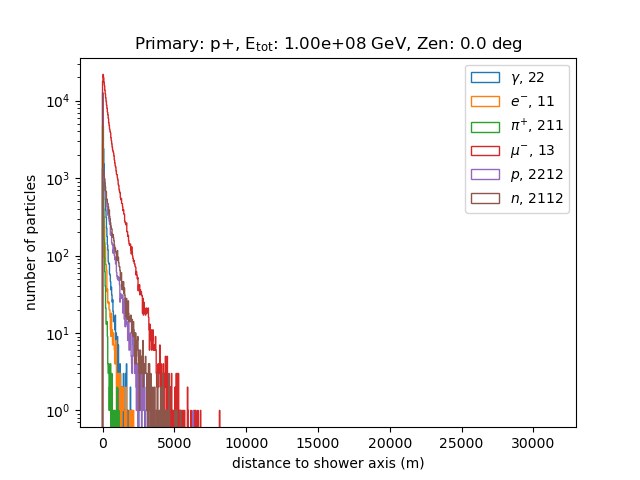 Primary: p+, E_tot: 1.00e+08 GeV, Zen: 0.0 deg
γ, 22
e⁻, 11
π⁺, 211
μ⁻, 13
p, 2212
n, 2112
number of particles
10⁴
10³
10²
10¹
10⁰
0 5000 10000 15000 20000 25000 30000
distance to shower axis (m)